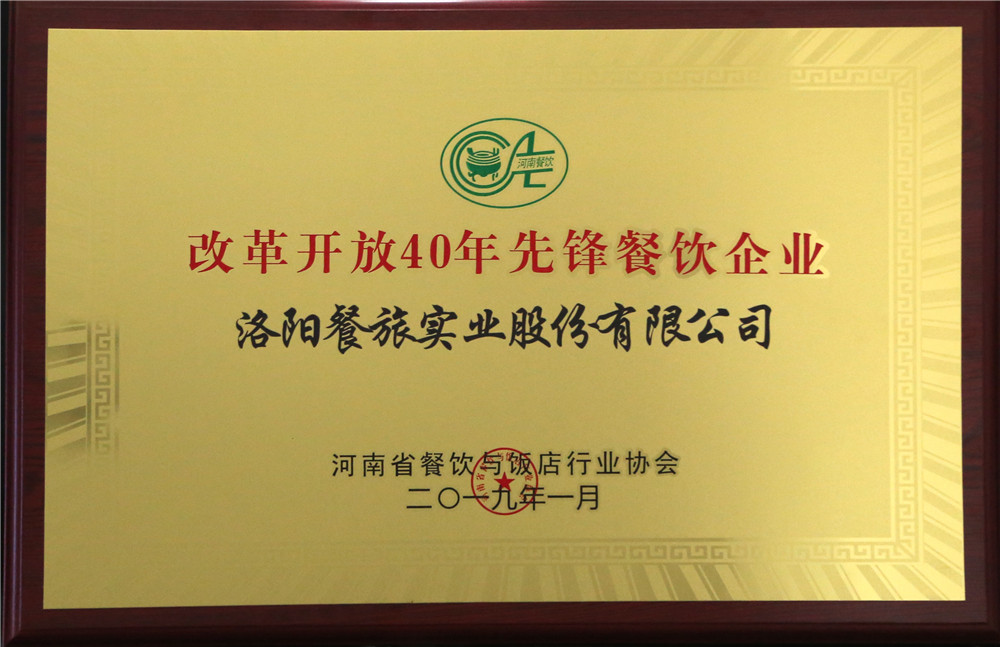 河南餐饮
改革开放40年先锋餐饮企业
洛阳餐旅实业股份有限公司
河南省餐饮与饭店行业协会
二〇一九年一月